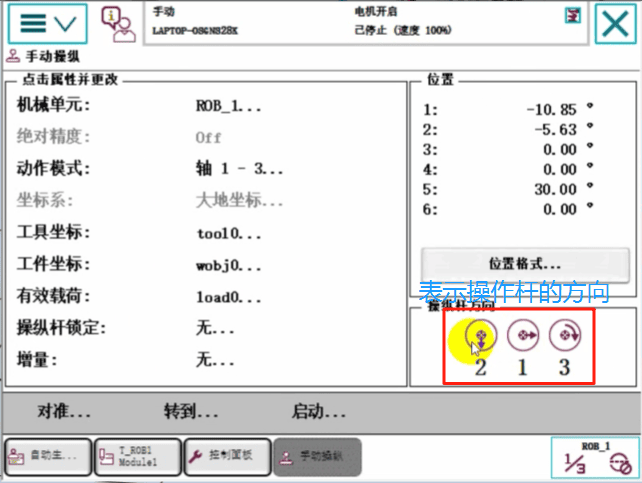 手动
电机开启
LAPTOP-OS6NS28K
已停止 (速度 100%)
手动操纵
点击属性并更改
机械单元: ROB_1...
绝对精度: Off
动作模式: 轴 1 - 3...
坐标系: 大地坐标...
工具坐标: tool0...
工件坐标: wobj0...
有效载荷: load0...
操纵杆锁定: 无...
增量: 无...
位置
1: -10.85 °
2: -5.63 °
3: 0.00 °
4: 0.00 °
5: 30.00 °
6: 0.00 °
位置格式...
表示操作杆的方向
操纵杆方向
2 1 3
对准... 转到... 启动...
自动生...
T_ROB1
Module1
控制面板
手动操纵
ROB_1
1/3